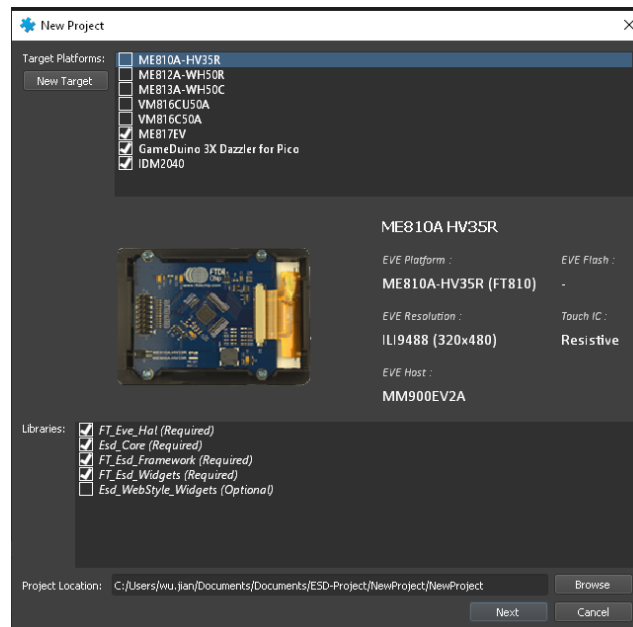 New Project
Target Platforms:
New Target
ME810A-HV35R
ME812A-WH50R
ME813A-WH50C
VM816CU50A
VM816C50A
ME817EV
GameDuino 3X Dazzler for Pico
IDM2040
FTDI
Chip
ME810A HV35R
EVE Platform :
EVE Flash :
ME810A-HV35R (FT810)
-
EVE Resolution :
Touch IC :
ILI9488 (320x480)
Resistive
EVE Host :
MM900EV2A
Libraries:
FT_Eve_Hal (Required)
Esd_Core (Required)
FT_Esd_Framework (Required)
FT_Esd_Widgets (Required)
Esd_WebStyle_Widgets (Optional)
Project Location:
C:/Users/wu.jian/Documents/Documents/ESD-Project/NewProject/NewProject
Browse
Next
Cancel